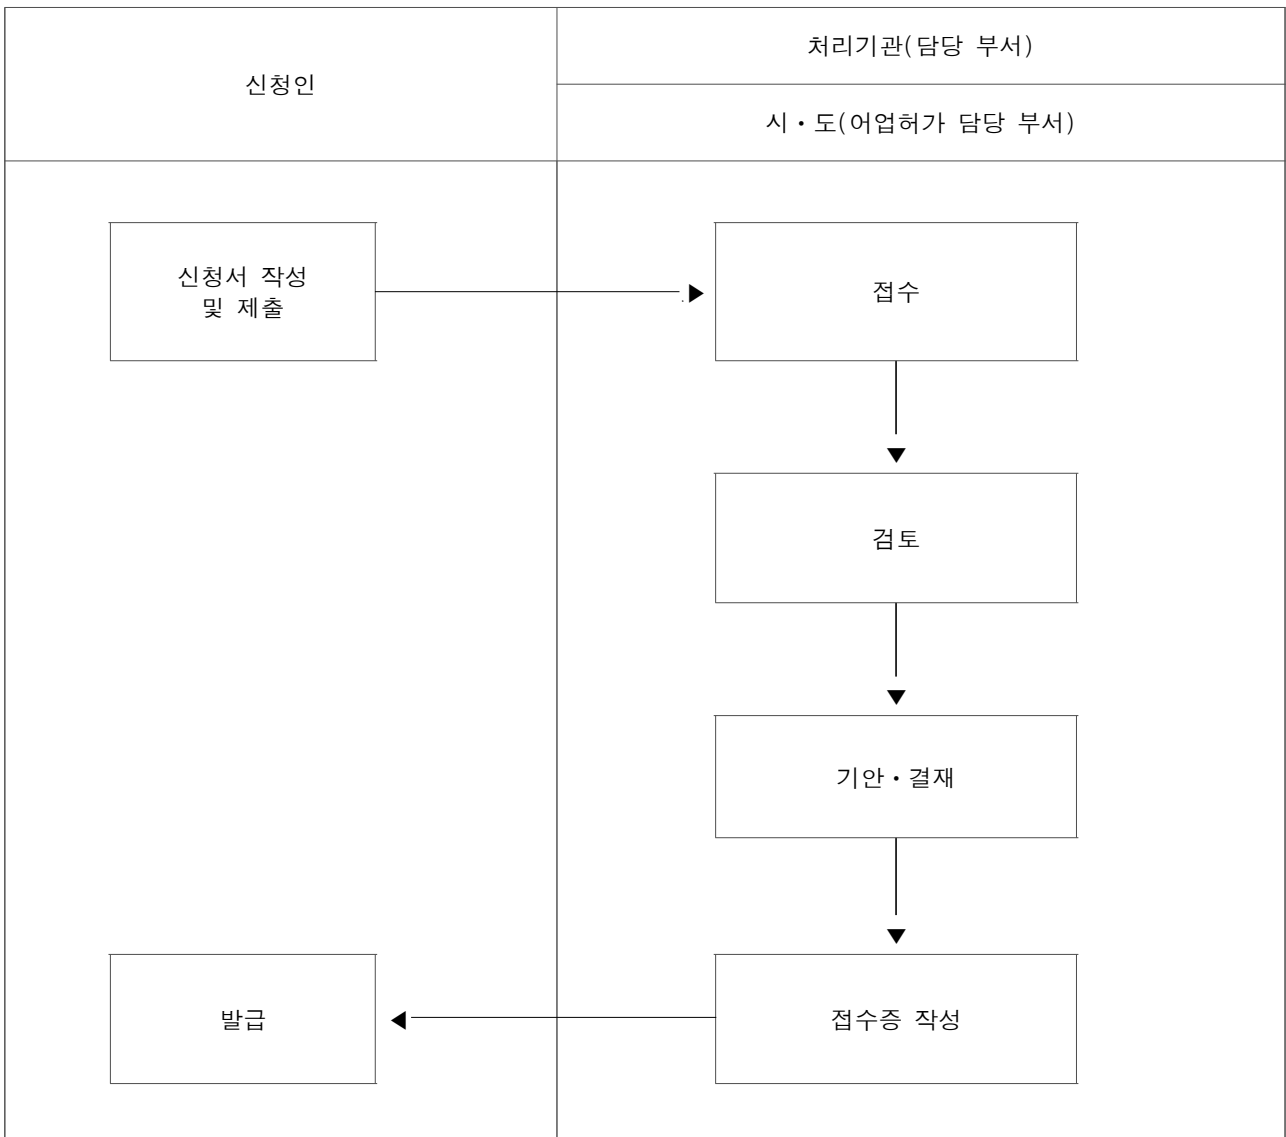 신청인
처리기관(담당 부서)
시・도(어업허가 담당 부서)
신청서 작성
및 제출
접수
검토
기안・결재
접수증 작성
발급